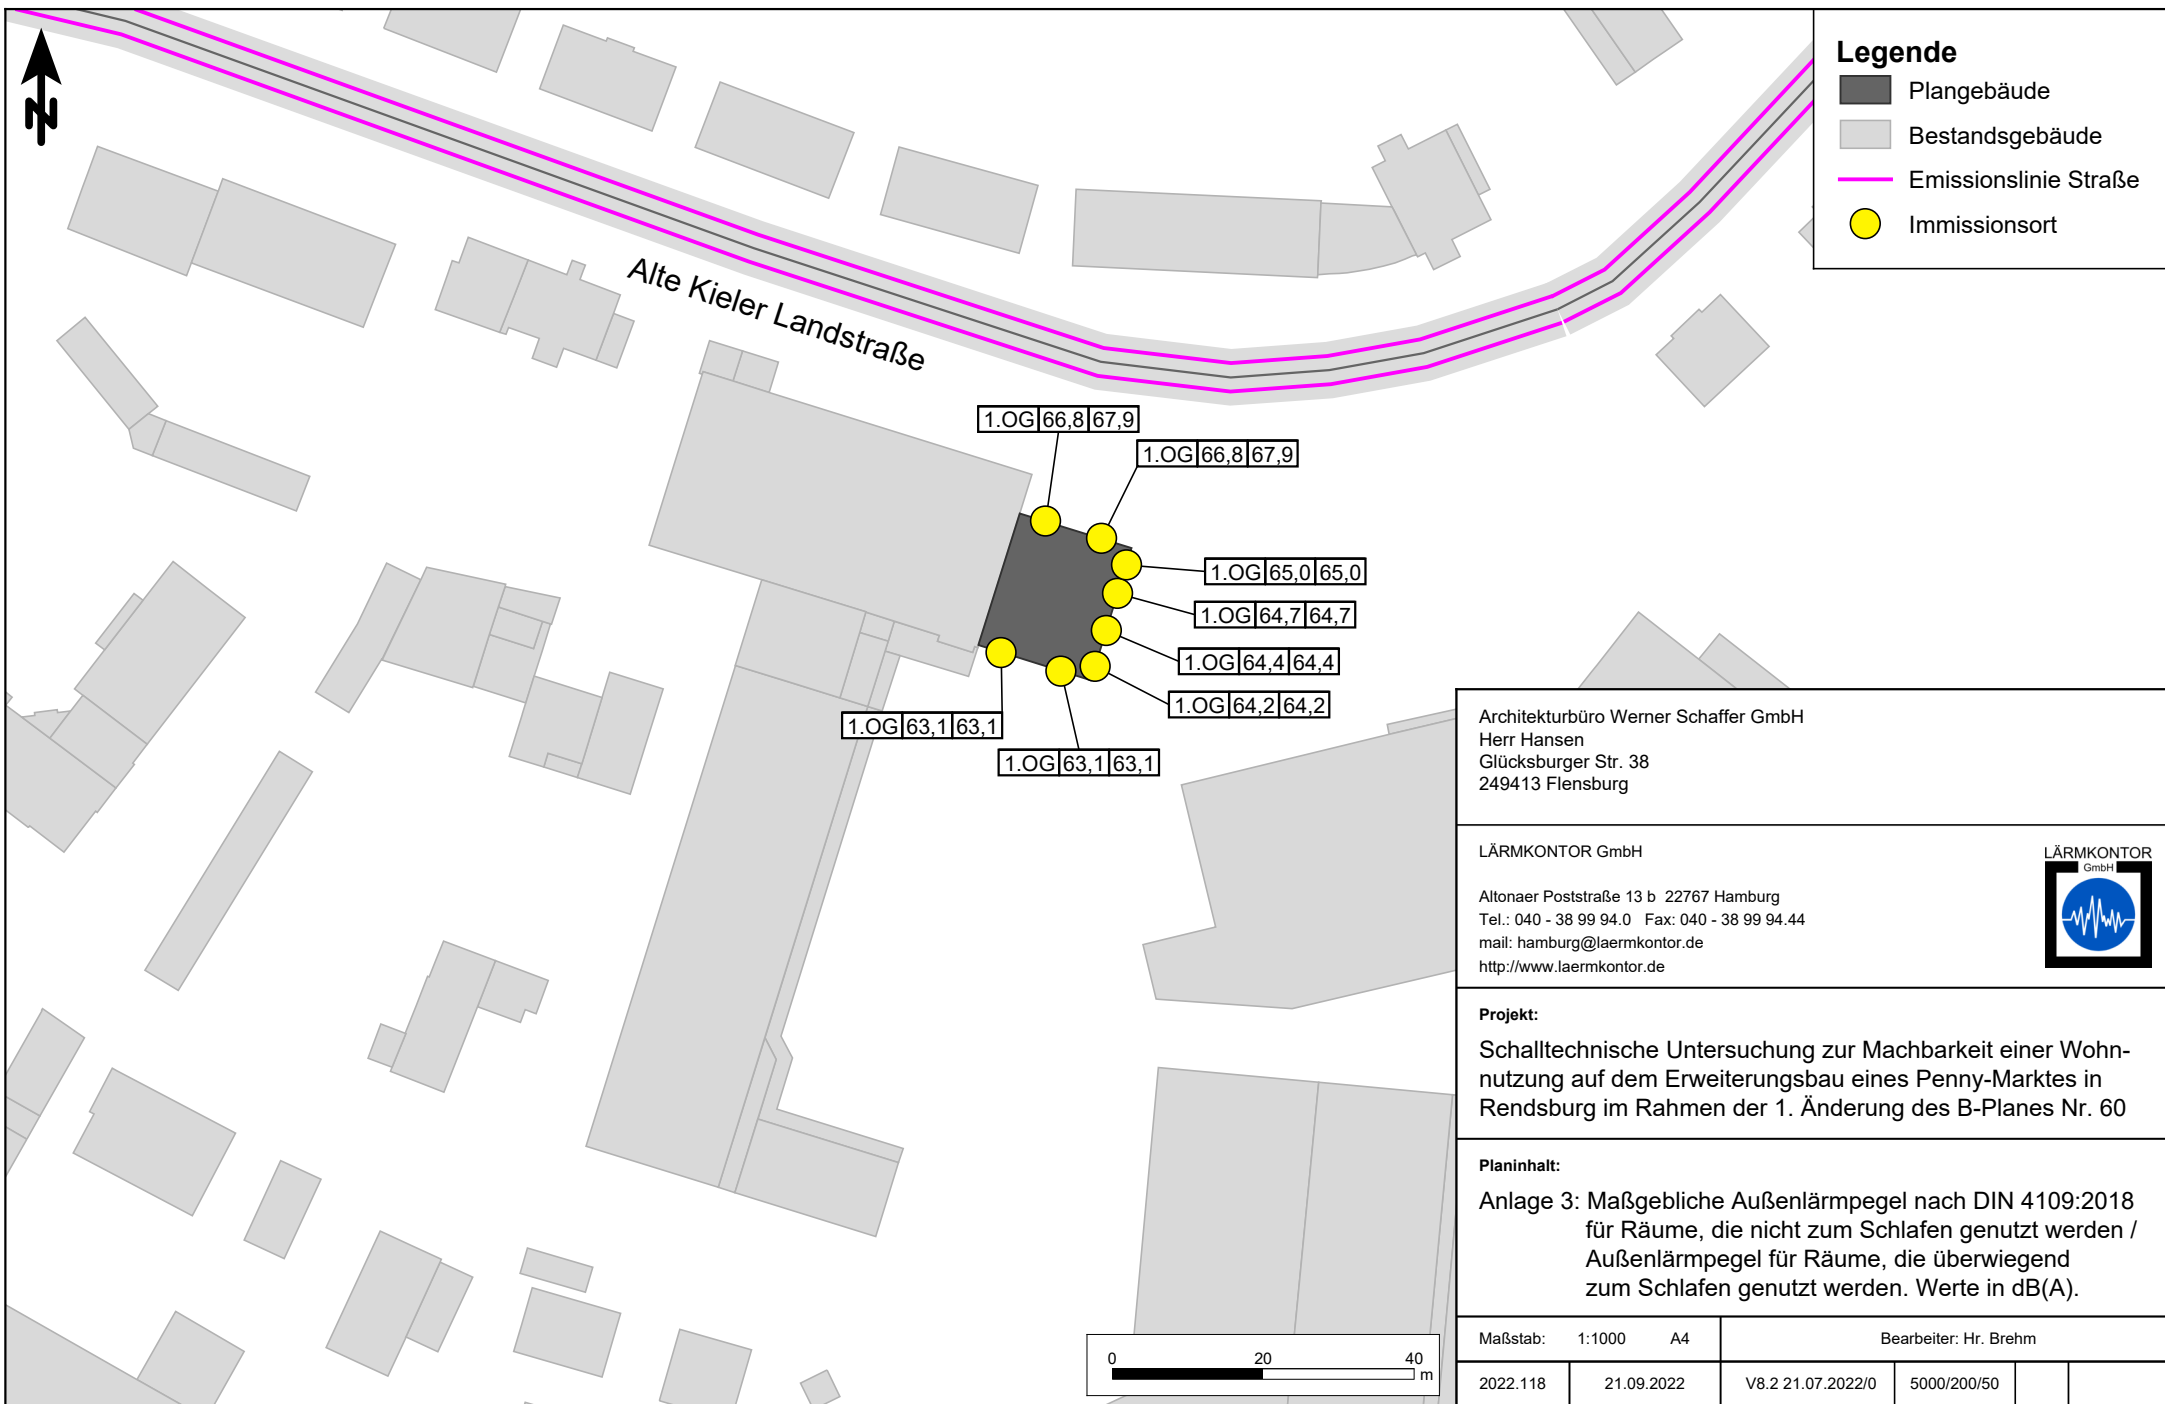 N
Legende
Plangebäude
Bestandsgebäude
Emissionslinie Straße
Immissionsort
Alte Kieler Landstraße
1.OG 66,8 67,9
1.OG 66,8 67,9
1.OG 65,0 65,0
1.OG 64,7 64,7
1.OG 64,4 64,4
1.OG 64,2 64,2
1.OG 63,1 63,1
1.OG 63,1 63,1
Architekturbüro Werner Schaffer GmbH
Herr Hansen
Glücksburger Str. 38
249413 Flensburg
LÄRMKONTOR GmbH
Altonaer Poststraße 13 b 22767 Hamburg
Tel.: 040 - 38 99 94.0 Fax: 040 - 38 99 94.44
mail: hamburg@laermkontor.de
http://www.laermkontor.de
LÄRMKONTOR
GmbH
Projekt:
Schalltechnische Untersuchung zur Machbarkeit einer Wohn-
nutzung auf dem Erweiterungsbau eines Penny-Marktes in
Rendsburg im Rahmen der 1. Änderung des B-Planes Nr. 60
Planinhalt:
Anlage 3: Maßgebliche Außenlärmpegel nach DIN 4109:2018
für Räume, die nicht zum Schlafen genutzt werden /
Außenlärmpegel für Räume, die überwiegend
zum Schlafen genutzt werden. Werte in dB(A).
Maßstab: 1:1000 A4
Bearbeiter: Hr. Brehm
2022.118 21.09.2022 V8.2 21.07.2022/0 5000/200/50
0 20 40
m